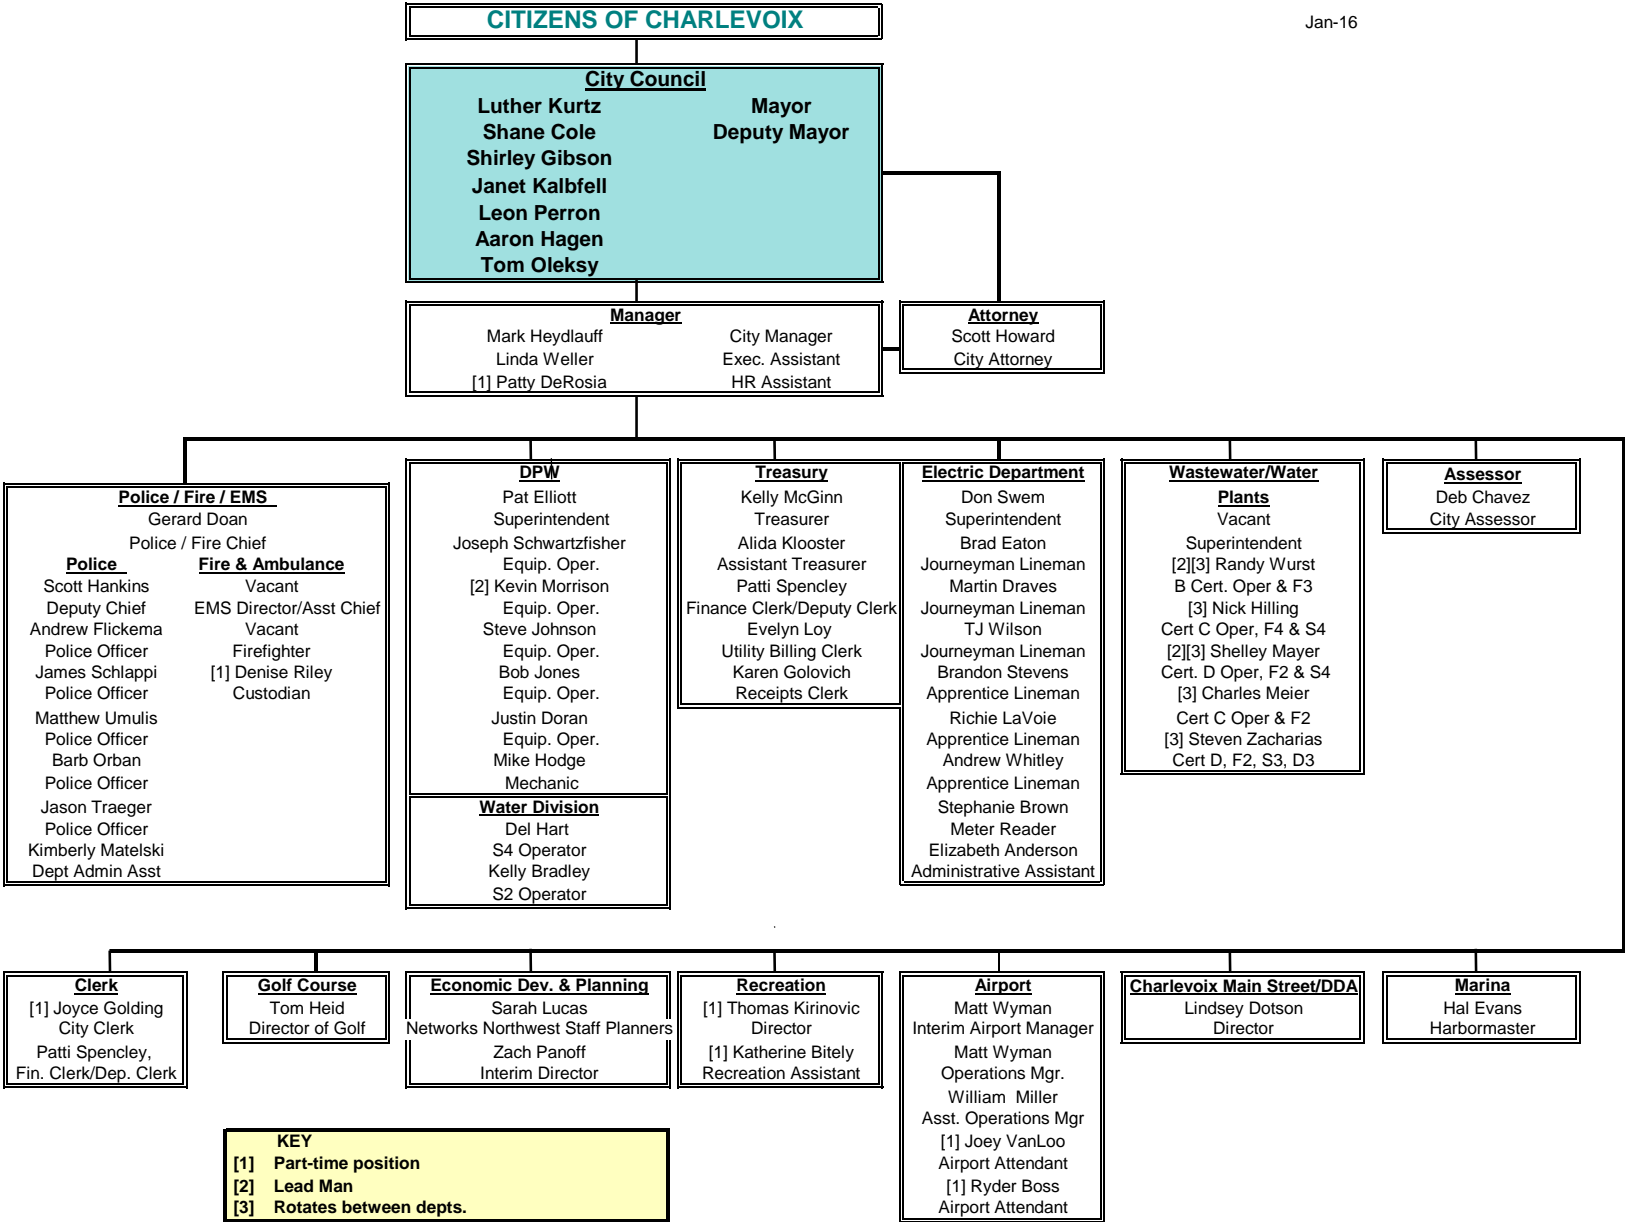 CITIZENS OF CHARLEVOIX
Jan-16
City Council
Luther Kurtz Mayor
Shane Cole Deputy Mayor
Shirley Gibson
Janet Kalbfell
Leon Perron
Aaron Hagen
Tom Oleksy
Manager
Mark Heydlauff City Manager
Linda Weller Exec. Assistant
[1] Patty DeRosia HR Assistant
Attorney
Scott Howard
City Attorney
Police / Fire / EMS
Gerard Doan
Police / Fire Chief
Police
Scott Hankins
Deputy Chief
Andrew Flickema
Police Officer
James Schlappi
Police Officer
Matthew Umulis
Police Officer
Barb Orban
Police Officer
Jason Traeger
Police Officer
Kimberly Matelski
Dept Admin Asst
Fire & Ambulance
Vacant
EMS Director/Asst Chief
Vacant
Firefighter
[1] Denise Riley
Custodian
DPW
Pat Elliott
Superintendent
Joseph Schwartzfisher
Equip. Oper.
[2] Kevin Morrison
Equip. Oper.
Steve Johnson
Equip. Oper.
Bob Jones
Equip. Oper.
Justin Doran
Equip. Oper.
Mike Hodge
Mechanic
Water Division
Del Hart
S4 Operator
Kelly Bradley
S2 Operator
Treasury
Kelly McGinn
Treasurer
Alida Klooster
Assistant Treasurer
Patti Spencley
Finance Clerk/Deputy Clerk
Evelyn Loy
Utility Billing Clerk
Karen Golovich
Receipts Clerk
Electric Department
Don Swem
Superintendent
Brad Eaton
Journeyman Lineman
Martin Draves
Journeyman Lineman
TJ Wilson
Journeyman Lineman
Brandon Stevens
Apprentice Lineman
Richie LaVoie
Apprentice Lineman
Andrew Whitley
Apprentice Lineman
Stephanie Brown
Meter Reader
Elizabeth Anderson
Administrative Assistant
Wastewater/Water
Plants
Vacant
Superintendent
[2][3] Randy Wurst
B Cert. Oper & F3
[3] Nick Hilling
Cert C Oper, F4 & S4
[2][3] Shelley Mayer
Cert. D Oper, F2 & S4
[3] Charles Meier
Cert C Oper & F2
[3] Steven Zacharias
Cert D, F2, S3, D3
Assessor
Deb Chavez
City Assessor
Clerk
[1] Joyce Golding
City Clerk
Patti Spencley,
Fin. Clerk/Dep. Clerk
Golf Course
Tom Heid
Director of Golf
Economic Dev. & Planning
Sarah Lucas
Networks Northwest Staff Planners
Zach Panoff
Interim Director
Recreation
[1] Thomas Kirinovic
Director
[1] Katherine Bitely
Recreation Assistant
Airport
Matt Wyman
Interim Airport Manager
Matt Wyman
Operations Mgr.
William Miller
Asst. Operations Mgr
[1] Joey VanLoo
Airport Attendant
[1] Ryder Boss
Airport Attendant
Charlevoix Main Street/DDA
Lindsey Dotson
Director
Marina
Hal Evans
Harbormaster
KEY
[1] Part-time position
[2] Lead Man
[3] Rotates between depts.